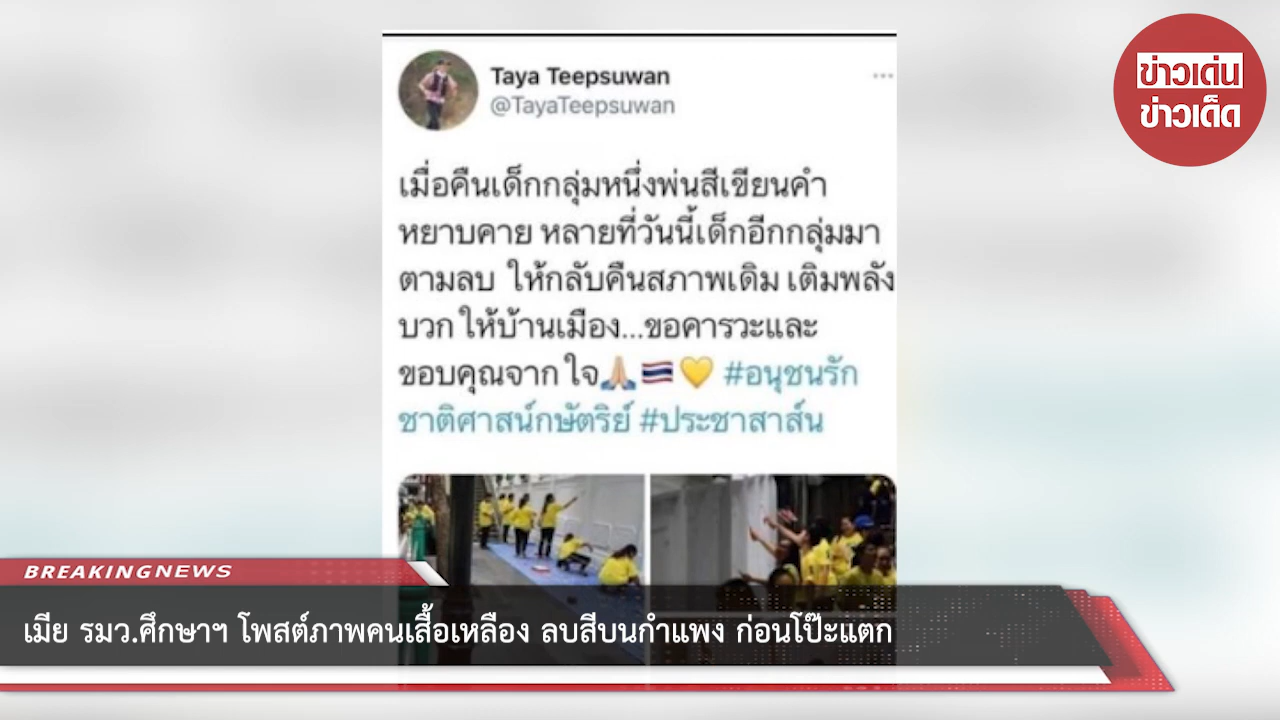 ข่าวเด่น
ข่าวเด็ด
Taya Teepsuwan
@TayaTeepsuwan
เมื่อคืนเด็กกลุ่มหนึ่งพ่นสีเขียนคำ
หยาบคาย หลายที่วันนี้เด็กอีกกลุ่มมา
ตามลบ ให้กลับคืนสภาพเดิม เติมพลัง
บวก ให้บ้านเมือง...ขอคารวะและ
ขอบคุณจาก ใจ🙏🏼🇹🇭💛 #อนุชนรัก
ชาติศาสน์กษัตริย์ #ประชาสาส์น
BREAKINGNEWS
เมีย รมว.ศึกษาฯ โพสต์ภาพคนเสื้อเหลือง ลบสีบนกำแพง ก่อนโป๊ะแตก